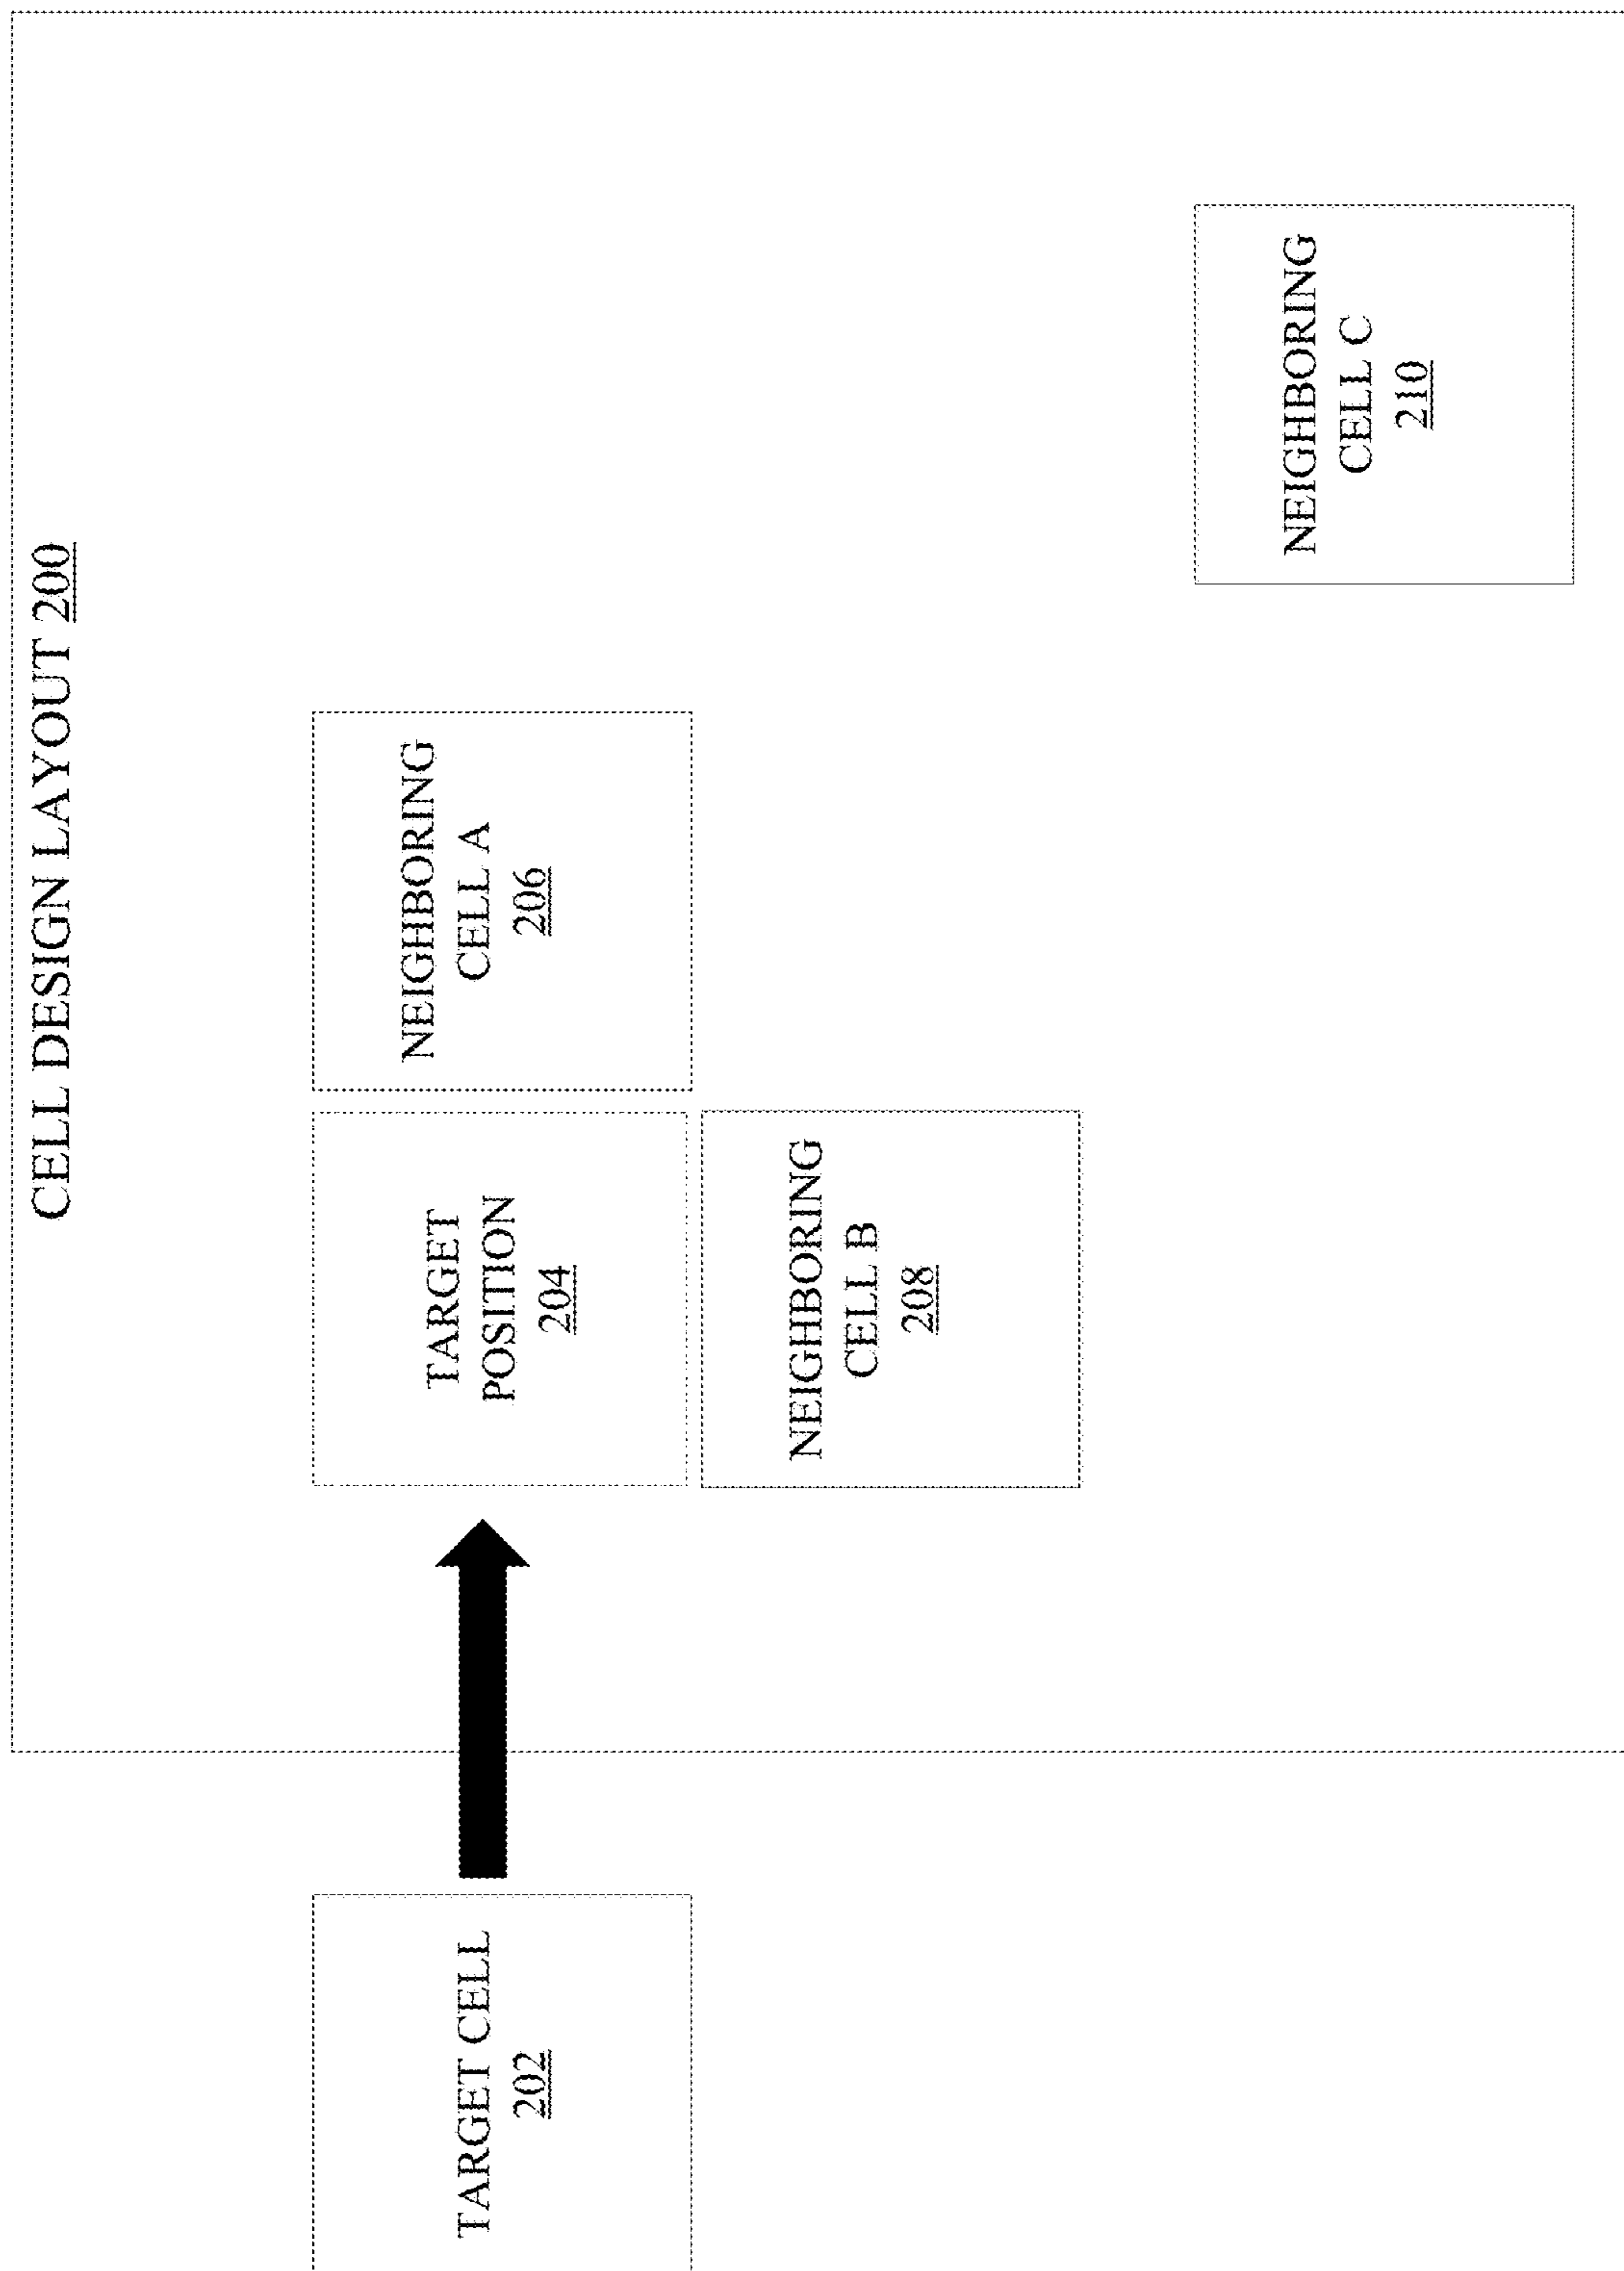 CELL DESIGN LAYOUT 200
TARGET CELL
202
TARGET
POSITION
204
NEIGHBORING
CELL A
206
NEIGHBORING
CELL B
208
NEIGHBORING
CELL C
210